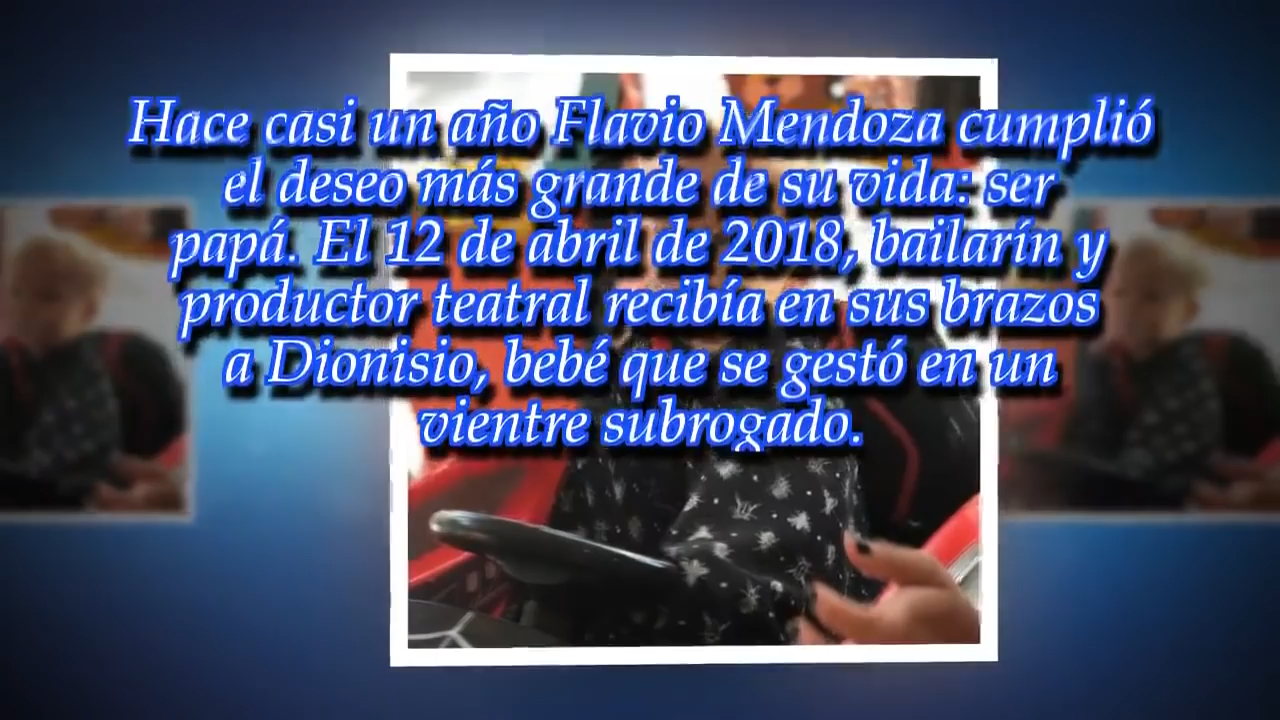 Hace casi un año Flavio Mendoza cumplió
el deseo más grande de su vida: ser
papá. El 12 de abril de 2018, bailarín y
productor teatral recibía en sus brazos
a Dionisio, bebé que se gestó en un
vientre subrogado.